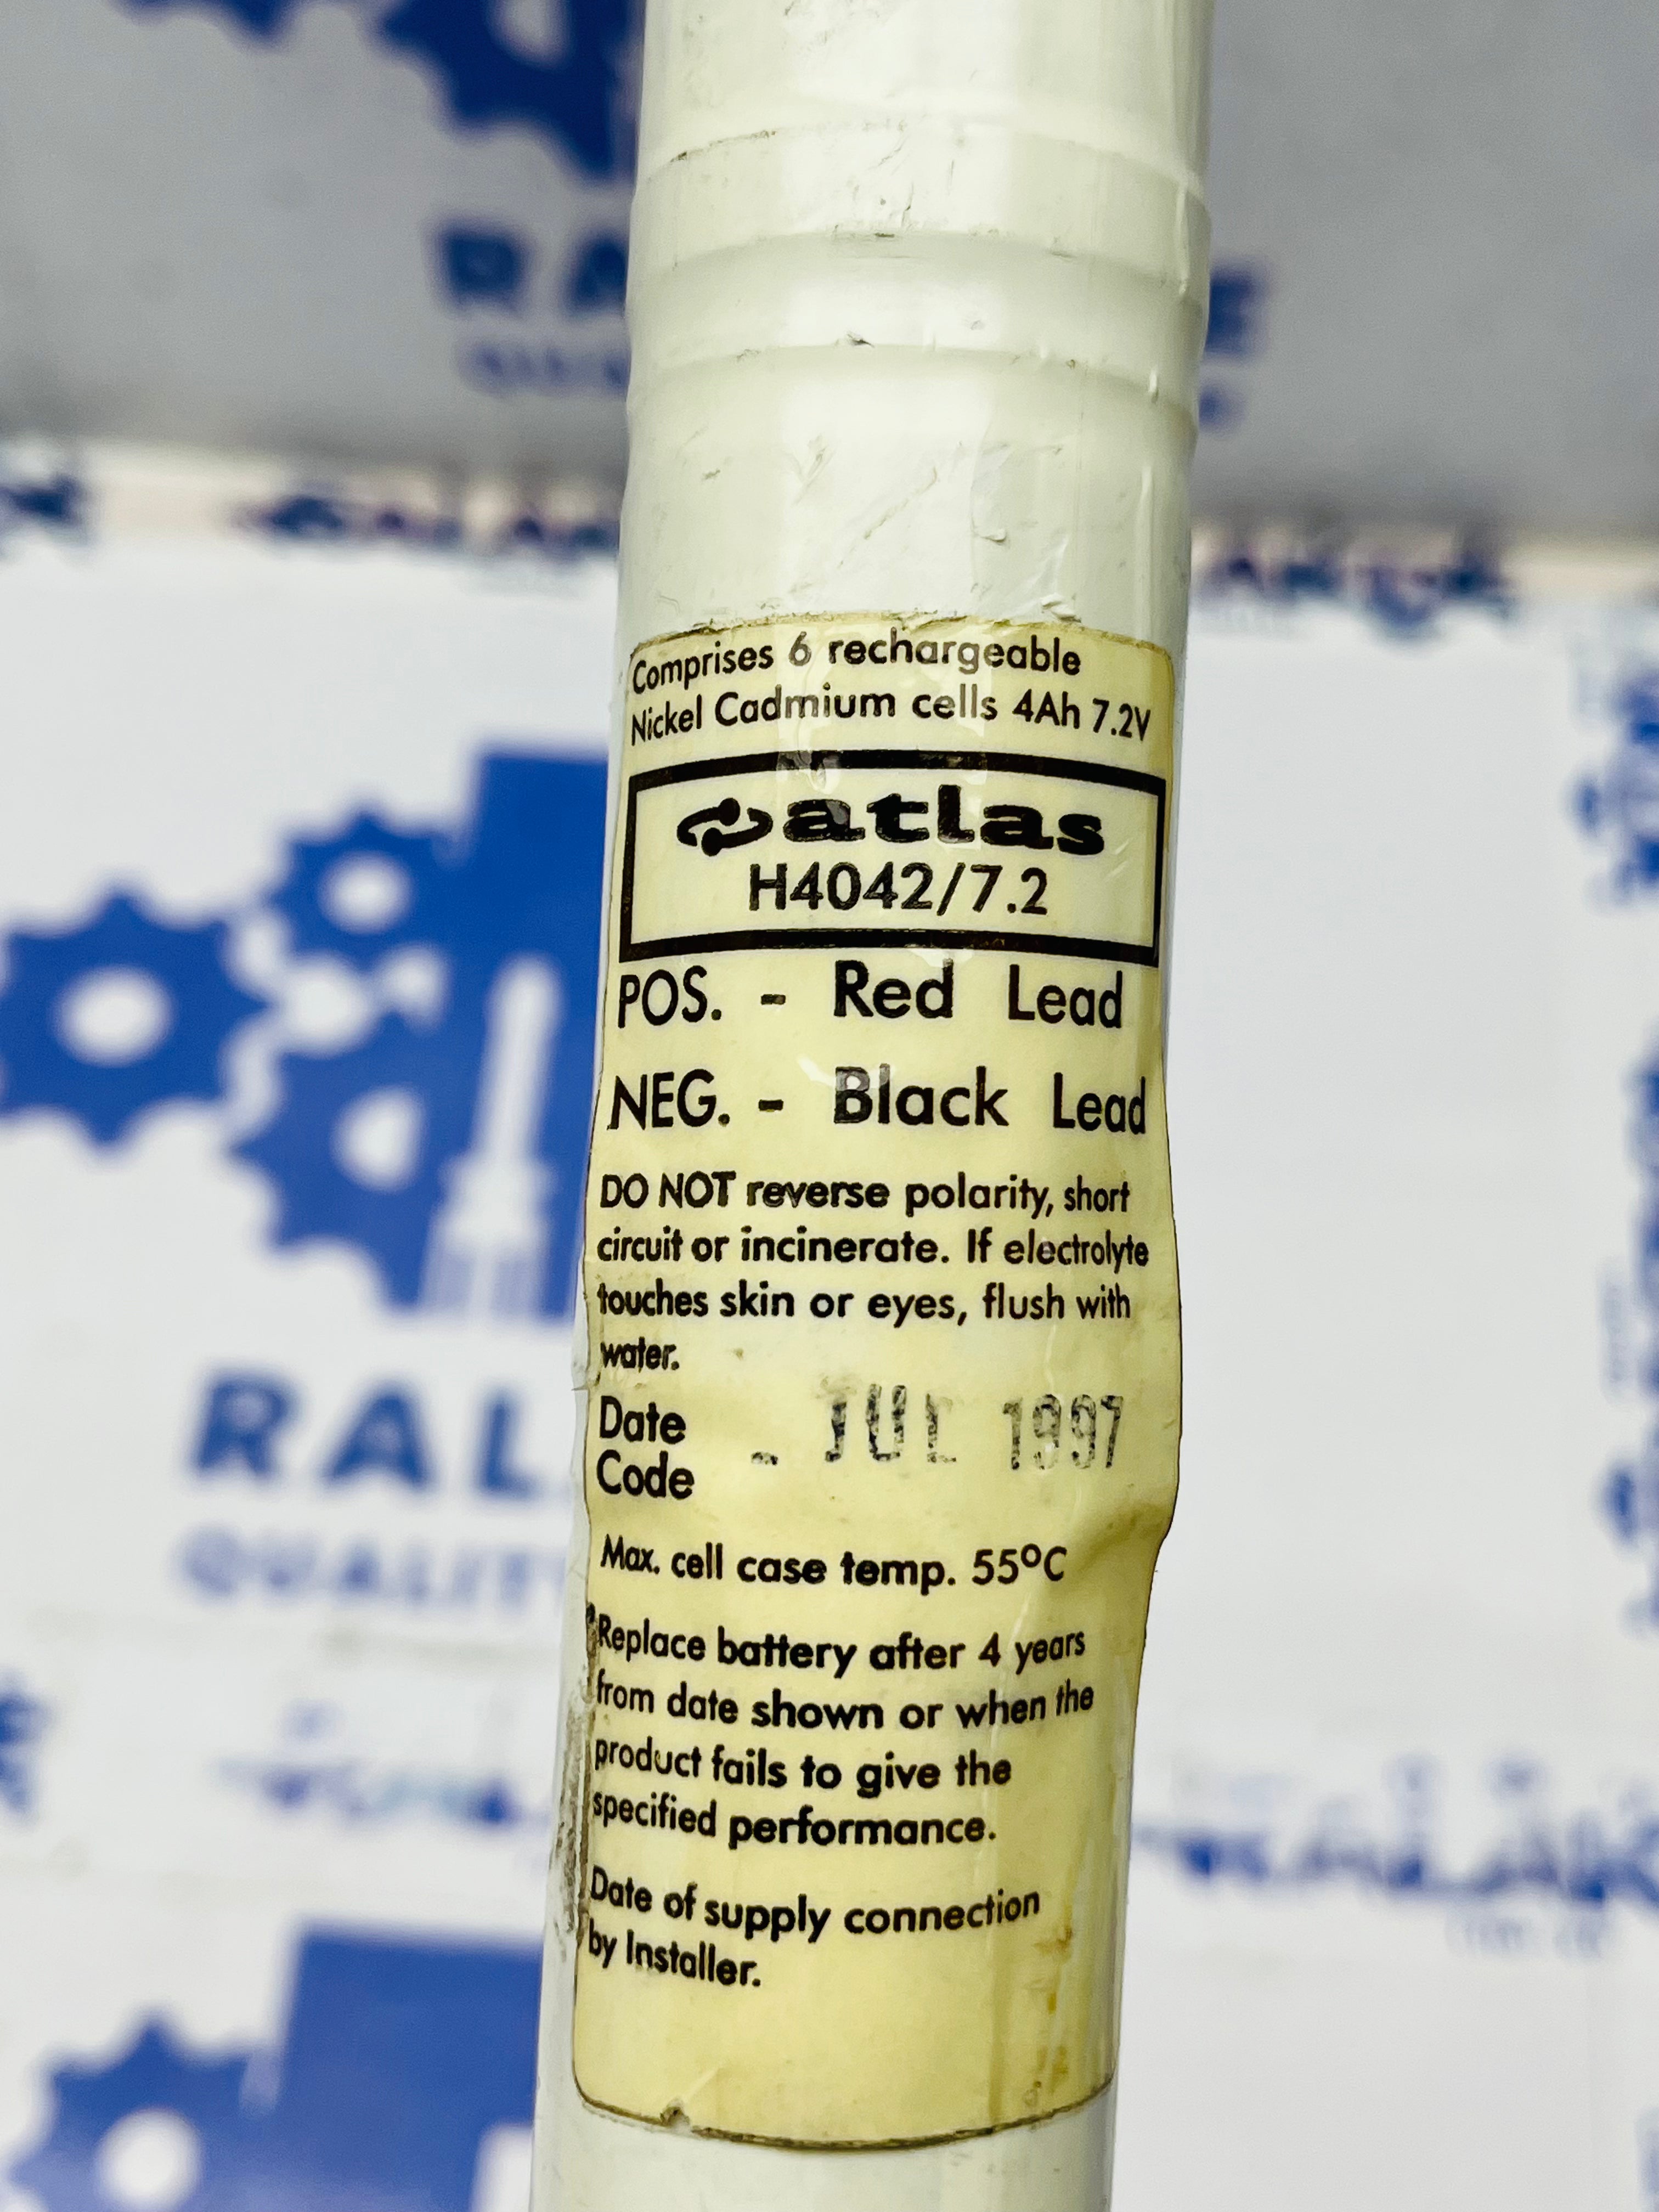 Comprises 6 rechargeable
Nickel Cadmium cells 4Ah 7.2V
atlas
H4042/7.2
POS. - Red Lead
NEG. - Black Lead
DO NOT reverse polarity, short
circuit or incinerate. If electrolyte
touches skin or eyes, flush with
water.
Date
Code - JUL 1997
Max. cell case temp. 55°C
Replace battery after 4 years
from date shown or when the
product fails to give the
specified performance.
Date of supply connection
by Installer.
RAL
QUALIT